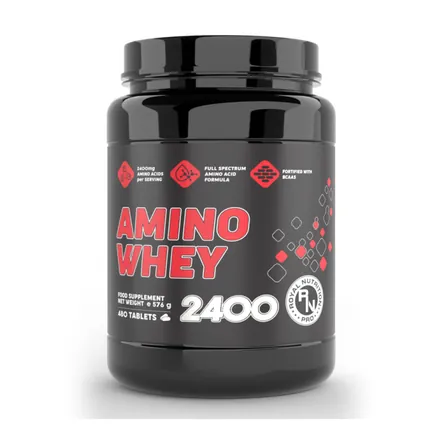 2400mg
AMINO ACIDS
per SERVING
FULL SPECTRUM
AMINO ACID
FORMULA
FORTIFIED WITH
BCAAS
AMINO
WHEY
FOOD SUPPLEMENT
NET WEIGHT e 576 g
480 TABLETS
2400
ROYAL NUTRITION
RN
PRO